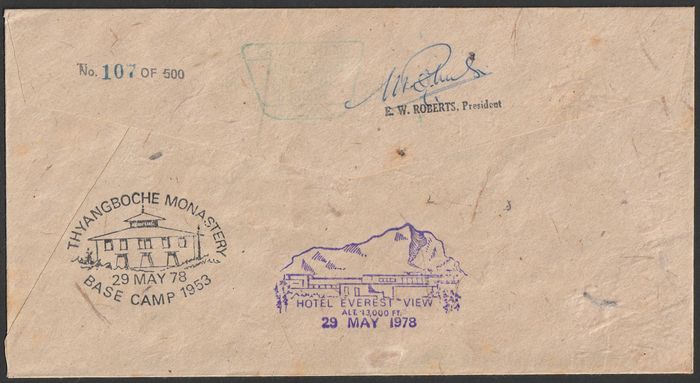 No. 107 OF 500
E. W. ROBERTS, President
THYANGBOCHE MONASTERY
29 MAY 78
BASE CAMP 1953
HOTEL EVEREST VIEW
ALT. 13,000 FT.
29 MAY 1978